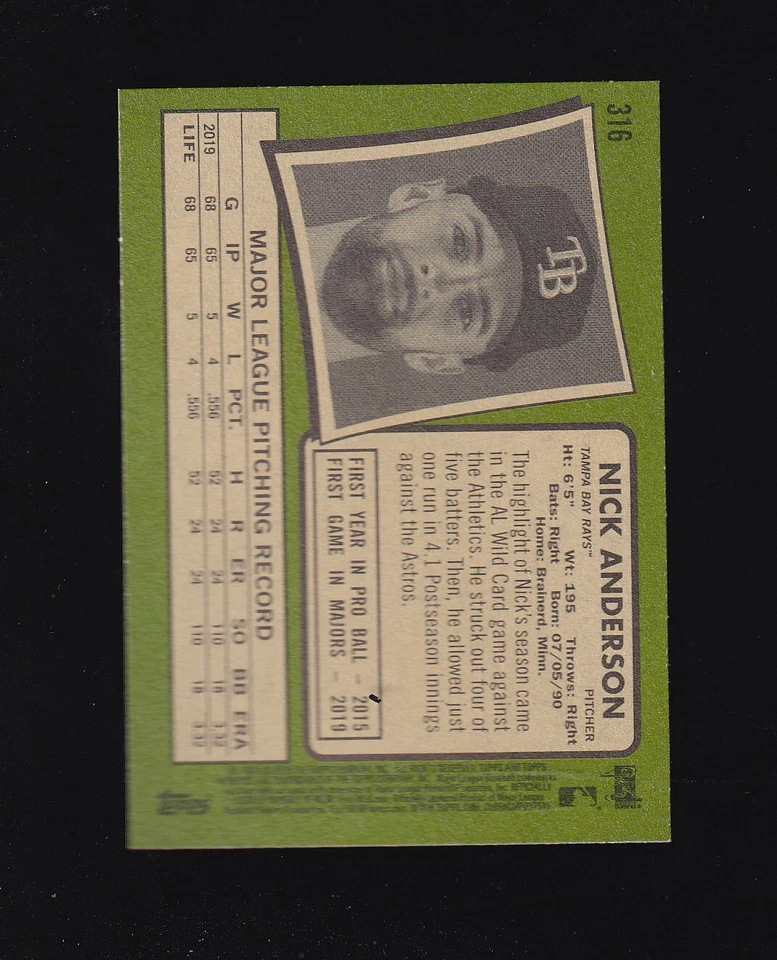 316
TB
NICK ANDERSON
TAMPA BAY RAYS™ PITCHER
Ht: 6'5" Wt: 195 Throws: Right
Bats: Right Born: 07/05/90
Home: Brainerd, Minn.
The highlight of Nick's season came
in the AL Wild Card game against
the Athletics. He struck out four of
five batters. Then, he allowed just
one run in 4.1 Postseason innings
against the Astros.
FIRST YEAR IN PRO BALL – 2015
FIRST GAME IN MAJORS – 2019
MAJOR LEAGUE PITCHING RECORD
G IP W L PCT. H R ER SO BB ERA
2019 68 65 5 4 .556 52 24 24 110 18 3.32
LIFE 68 65 5 4 .556 52 24 24 110 18 3.32
topps